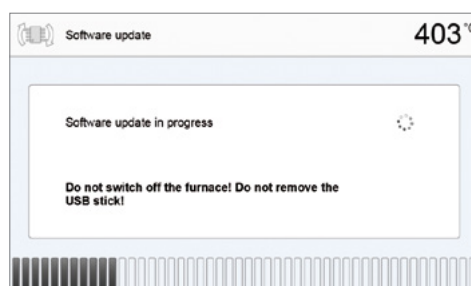 Software update
403 °C
Software update in progress
Do not switch off the furnace! Do not remove the
USB stick!